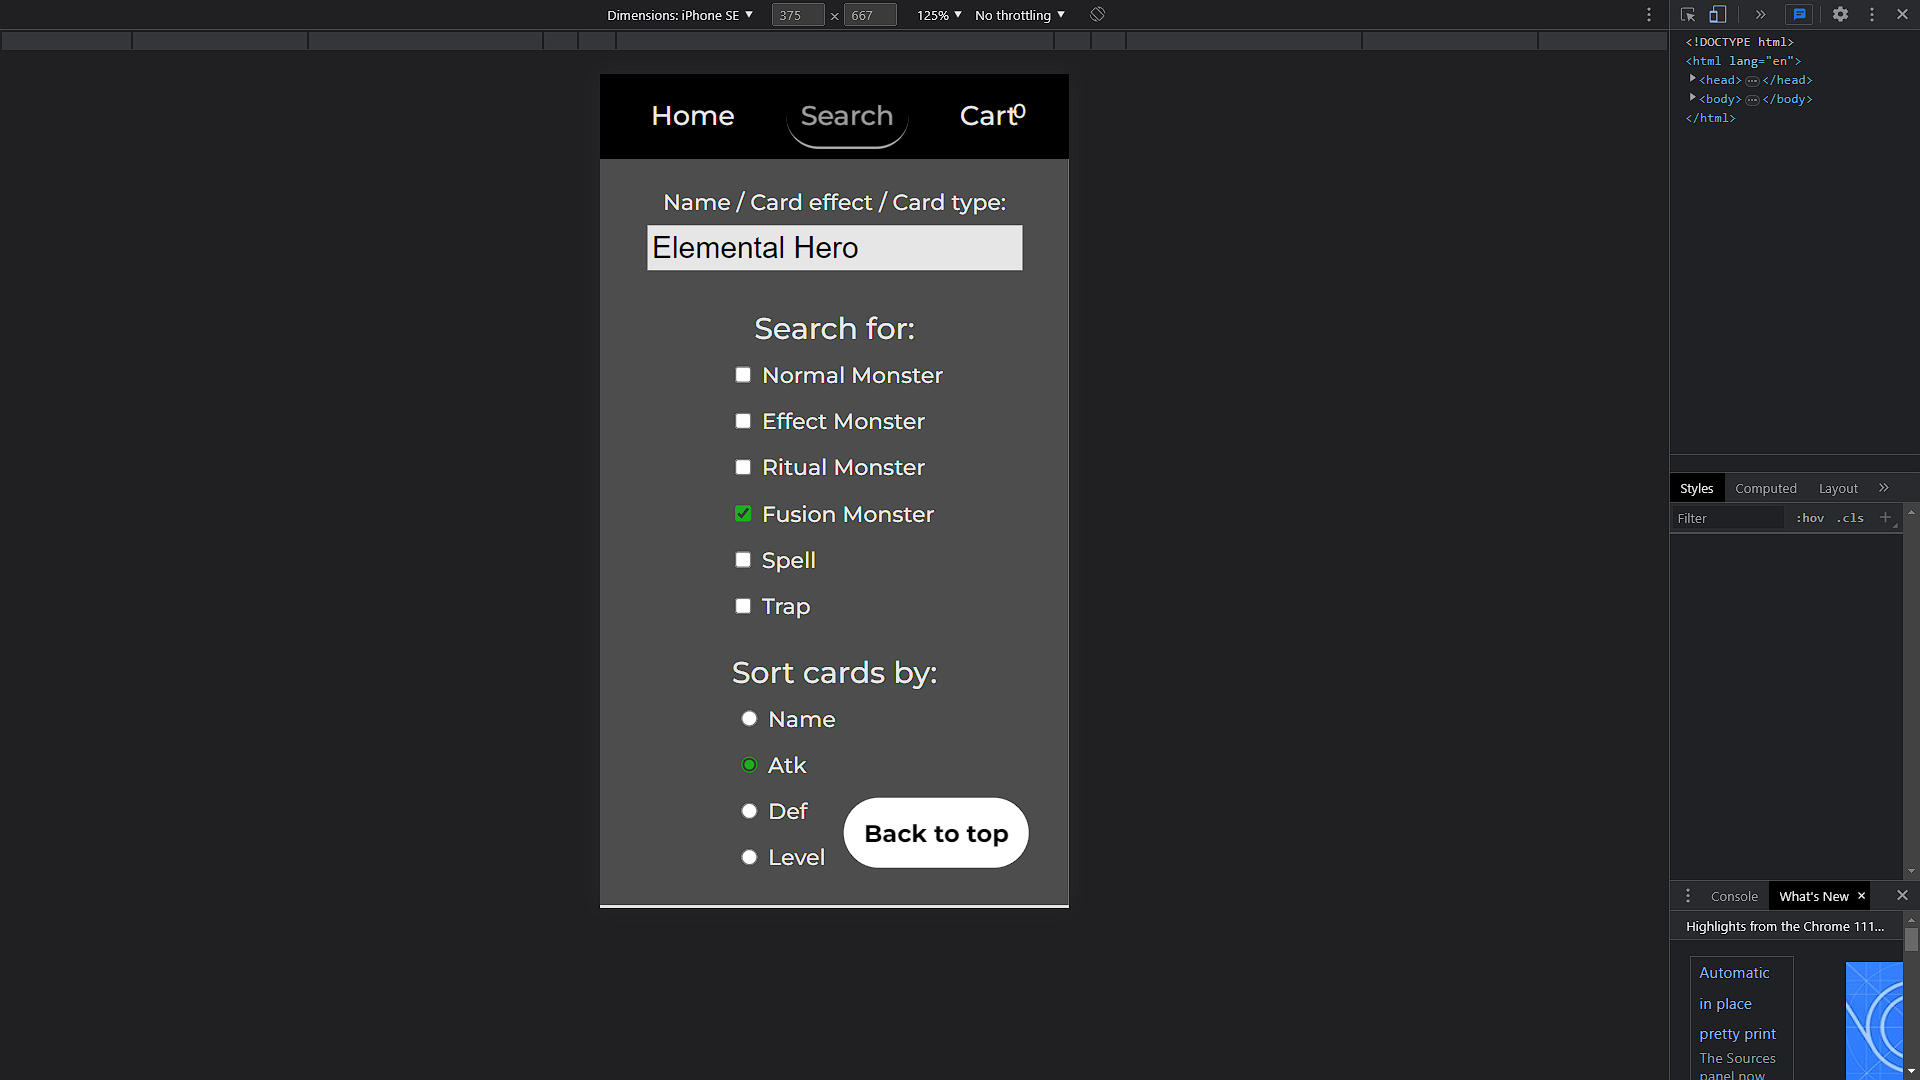 Dimensions: iPhone SE ▼ 375 × 667 125% ▼ No throttling ▼
Home Search Cart0
Name / Card effect / Card type:
Elemental Hero
Search for:
Normal Monster
Effect Monster
Ritual Monster
Fusion Monster
Spell
Trap
Sort cards by:
Name
Atk
Def
Level
Back to top
<!DOCTYPE html>
<html lang="en">
<head>…</head>
<body>…</body>
</html>
Styles Computed Layout »
Filter :hov .cls +
Console What's New ×
Highlights from the Chrome 111...
Automatic
in place
pretty print
The Sources
panel now